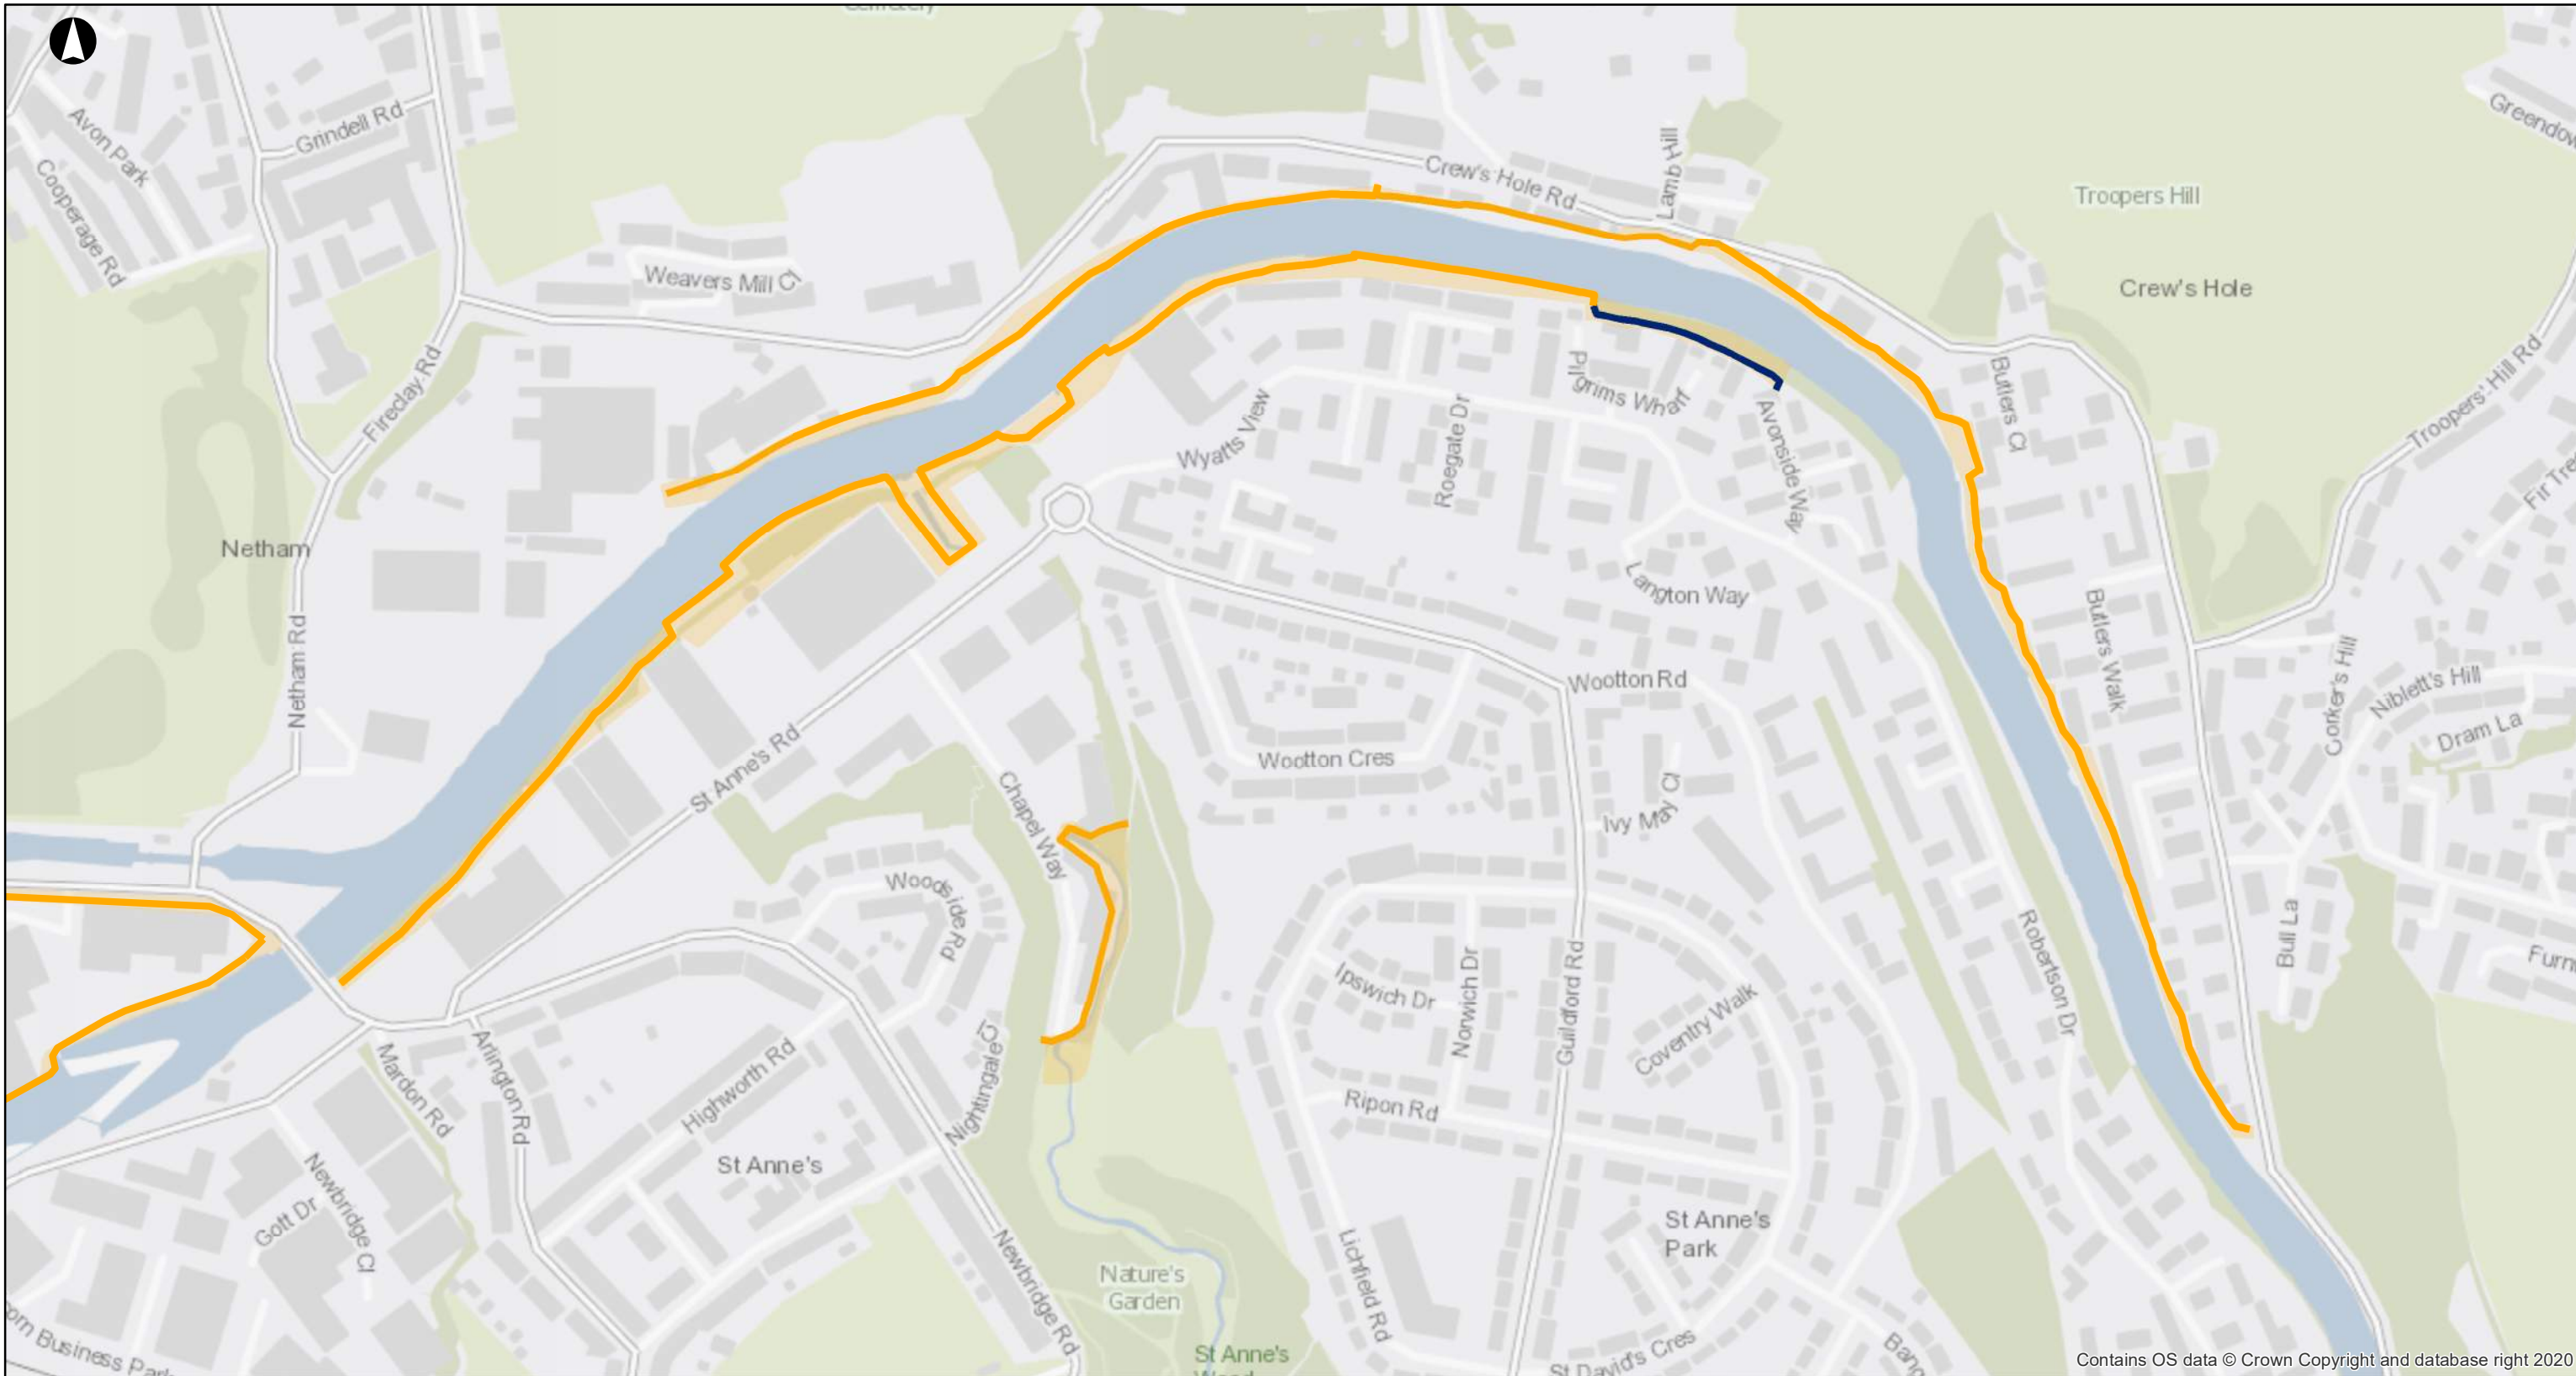 Avon Park
Grindell Rd
Cooperage Rd
Weavers Mill Ct
Crew's Hole Rd
Lamb Hill
Troopers Hill
Crew's Hole
Fireclay Rd
Butlers Cl
Troopers' Hill Rd
Pilgrims Wharf
Avonside Way
Wyatts View
Roegate Dr
Netham
Langton Way
Netham Rd
Butlers Walk
Wootton Rd
Corker's Hill
Niblett's Hill
Dram La
St Anne's Rd
Wootton Cres
Chapel Way
Ivy May Cl
Woodside Rd
Bull La
Robertson Dr
Ipswich Dr
Norwich Dr
Guildford Rd
Coventry Walk
Mardon Rd
Arlington Rd
Highworth Rd
Nightingale Cl
Ripon Rd
St Anne's
Newbridge Cl
Gott Dr
St Anne's
Park
Newbridge Rd
Lichfield Rd
Nature's
Garden
St Anne's
St David's Cres
Business Park
Contains OS data © Crown Copyright and database right 2020